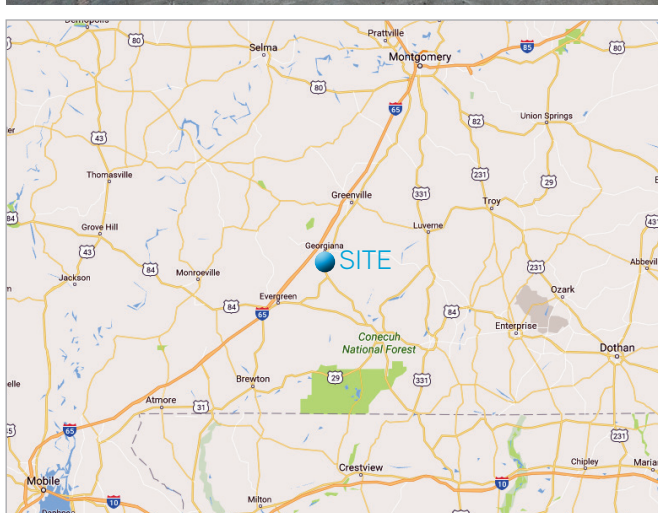 Prattville
80
85
80
Selma
Montgomery
80
65
43
82
Union Springs
Thomasville
231
29
331
Greenville
Troy
84
Grove Hill
Luverne
431
43
Georgiana
SITE
84
Monroeville
231
Jackson
Ozark
Evergreen
84
65
84
Enterprise
Conecuh
National Forest
Dothan
Brewton
29
331
Atmore
31
65
231
Crestview
Chipley
Mobile
10
Milton
10